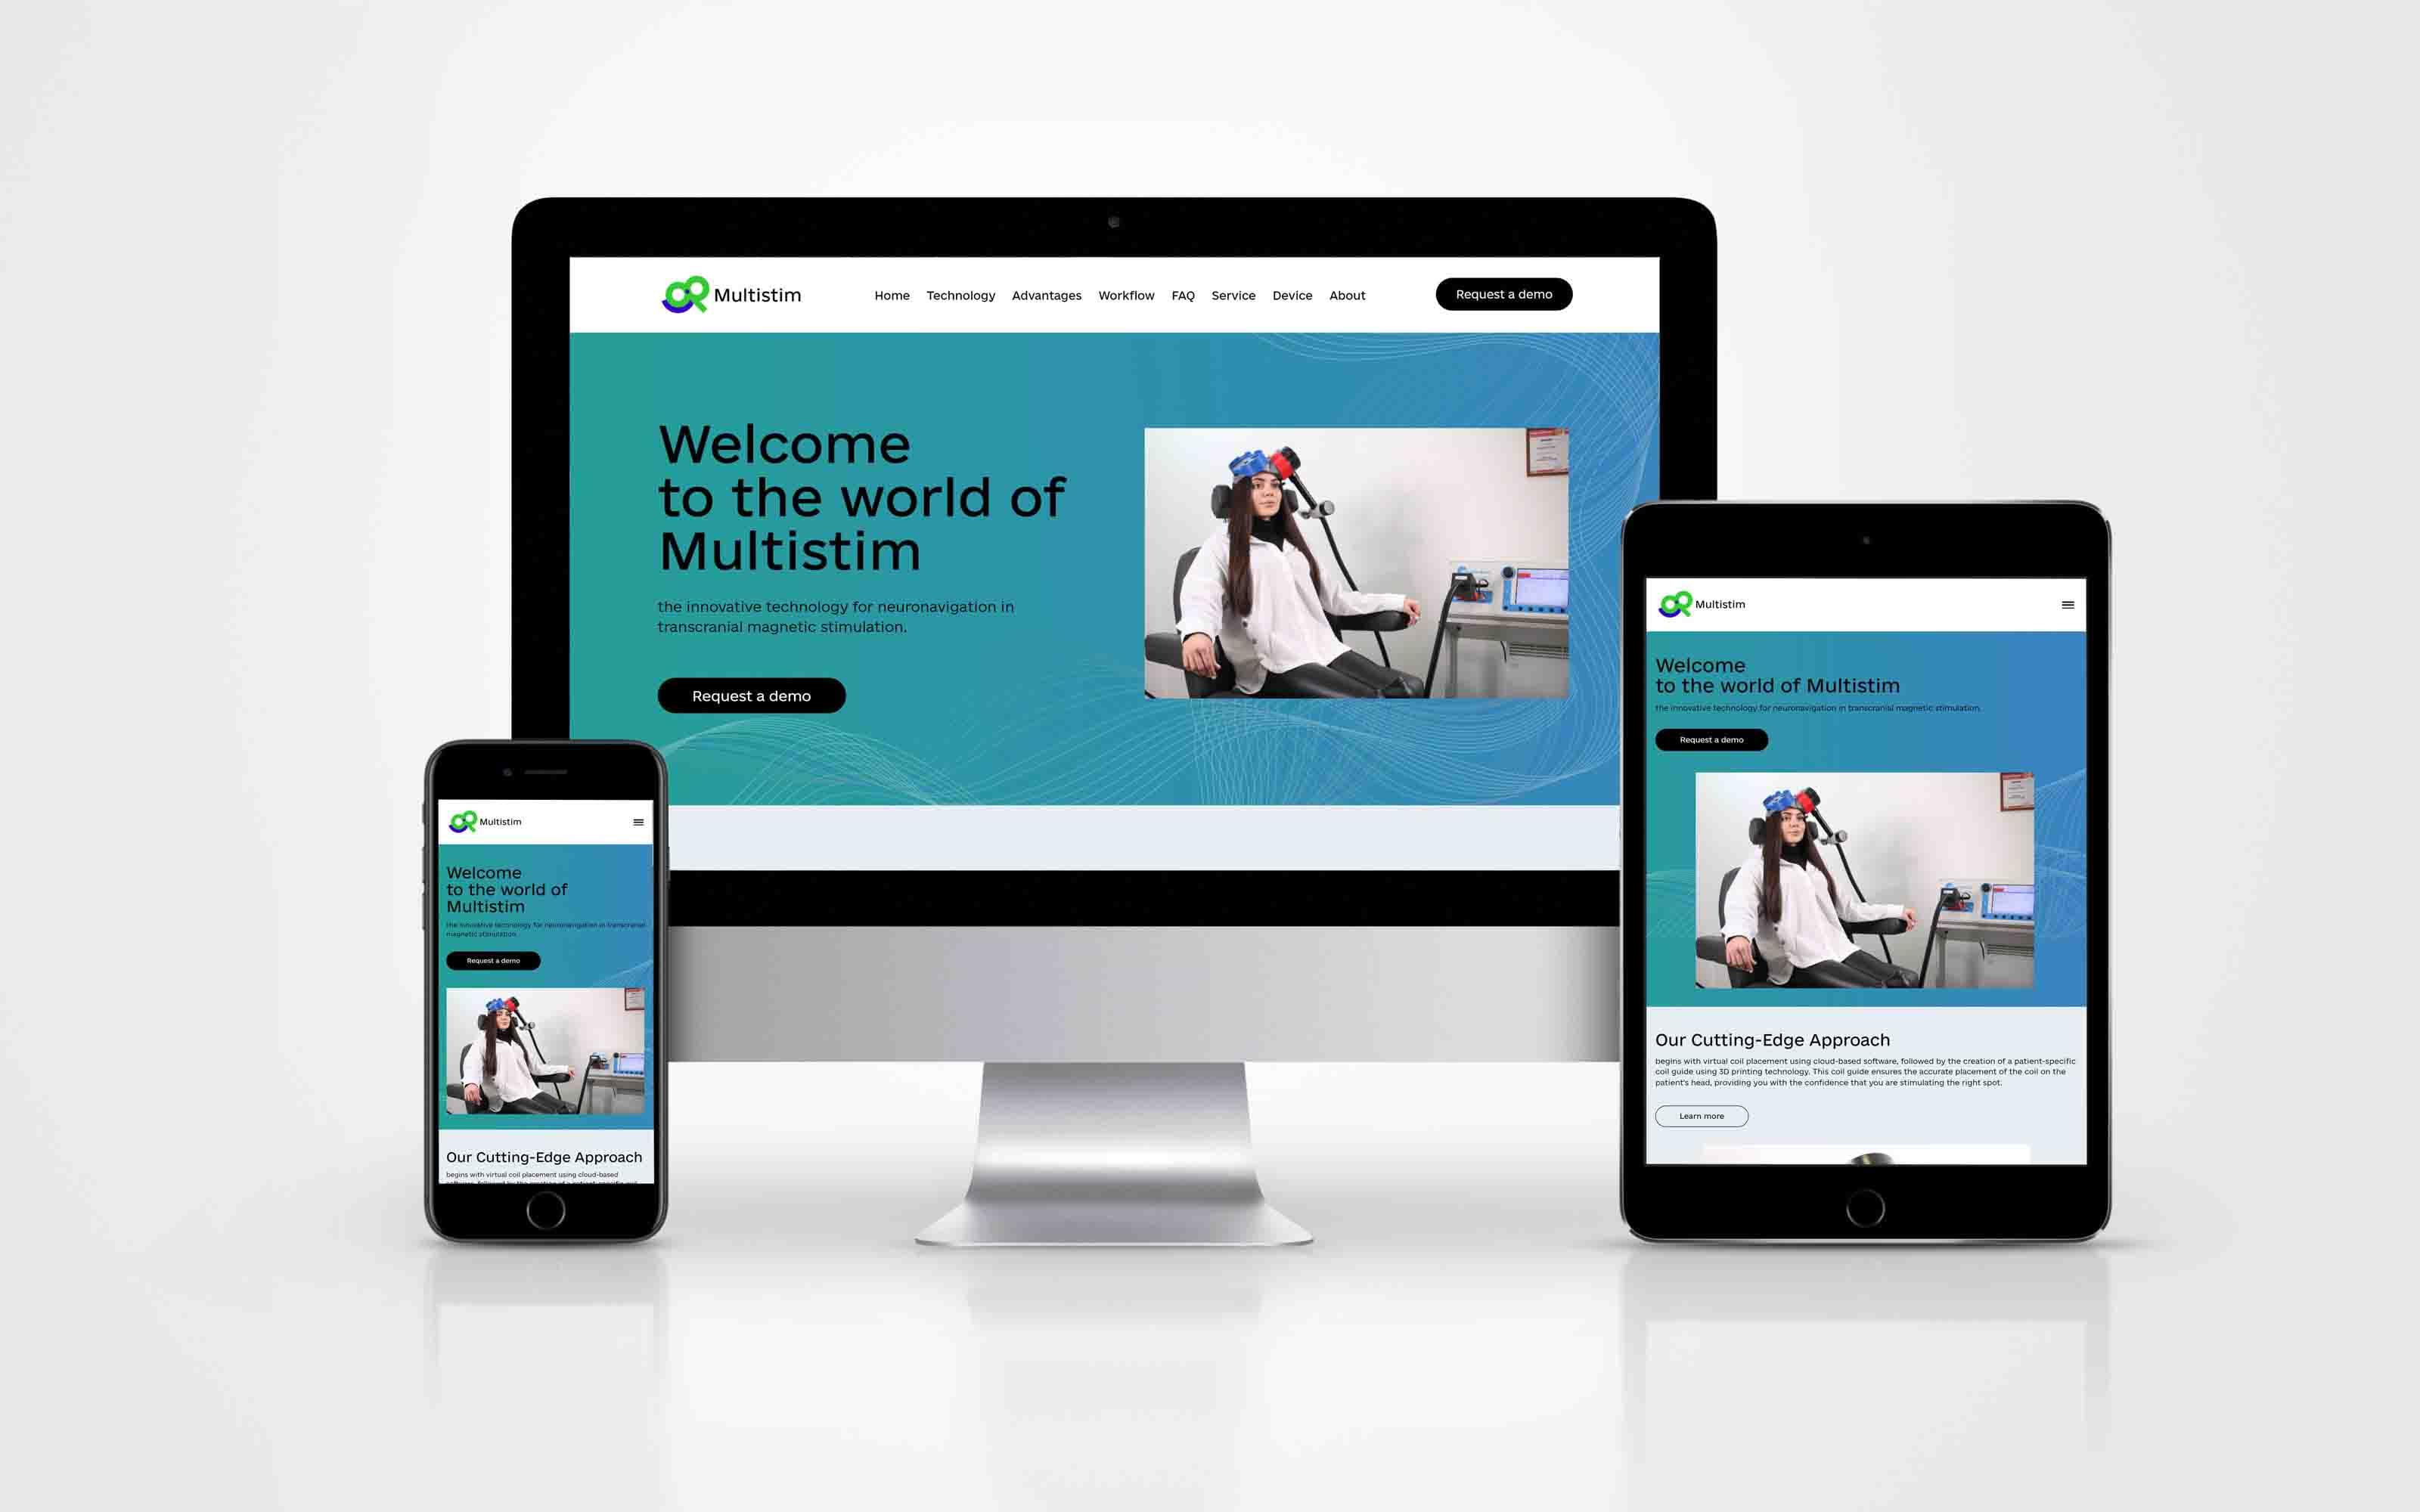 Multistim
Home Technology Advantages Workflow FAQ Service Device About
Request a demo
Welcome
to the world of
Multistim
the innovative technology for neuronavigation in
transcranial magnetic stimulation.
Request a demo
Multistim
Welcome
to the world of
Multistim
the innovative technology for neuronavigation in transcranial
magnetic stimulation.
Request a demo
Our Cutting-Edge Approach
begins with virtual coil placement using cloud-based
Multistim
Welcome
to the world of Multistim
the innovative technology for neuronavigation in transcranial magnetic stimulation.
Request a demo
Our Cutting-Edge Approach
begins with virtual coil placement using cloud-based software, followed by the creation of a patient-specific
coil guide using 3D printing technology. This coil guide ensures the accurate placement of the coil on the
patient's head, providing you with the confidence that you are stimulating the right spot.
Learn more